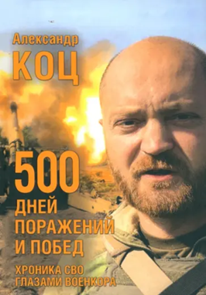 Александр
КОЦ
500
ДНЕЙ
ПОРАЖЕНИЙ
И ПОБЕД
ХРОНИКА СВО
ГЛАЗАМИ ВОЕНКОРА